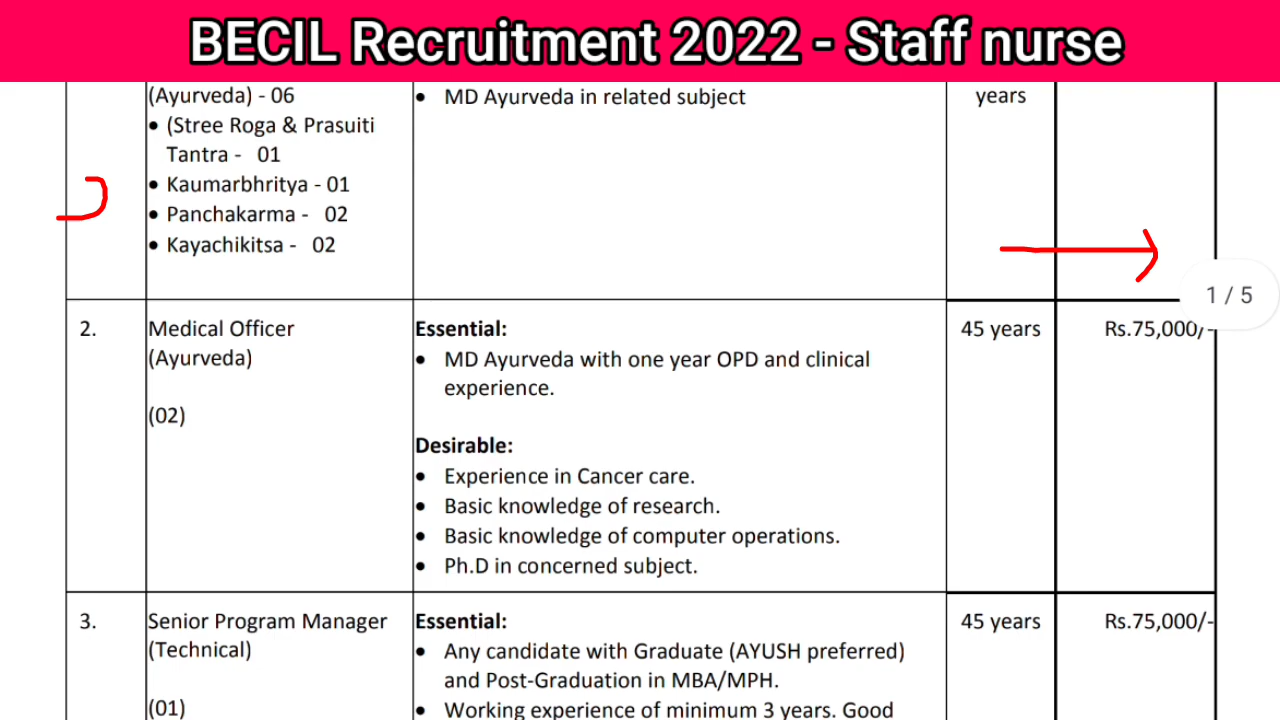 BECIL Recruitment 2022 - Staff nurse
(Ayurveda) - 06
• (Stree Roga & Prasuiti
Tantra - 01
• Kaumarbhritya - 01
• Panchakarma - 02
• Kayachikitsa - 02
• MD Ayurveda in related subject
years
1 / 5
2.
Medical Officer
(Ayurveda)
(02)
Essential:
• MD Ayurveda with one year OPD and clinical
experience.
Desirable:
• Experience in Cancer care.
• Basic knowledge of research.
• Basic knowledge of computer operations.
• Ph.D in concerned subject.
45 years
Rs.75,000/-
3.
Senior Program Manager
(Technical)
(01)
Essential:
• Any candidate with Graduate (AYUSH preferred)
and Post-Graduation in MBA/MPH.
• Working experience of minimum 3 years. Good
45 years
Rs.75,000/-